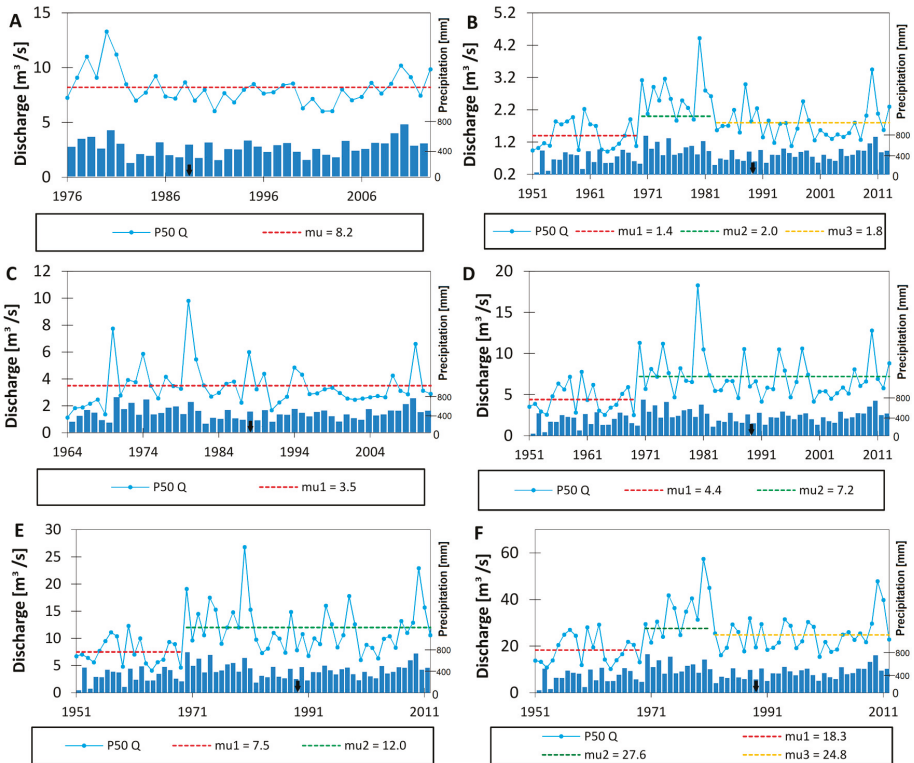 A
Discharge [m³/s]
15
10
5
0
Precipitation [mm]
800
400
0
1976 1986 1996 2006
P50 Q mu = 8.2
B
Discharge [m³/s]
5.2
4.2
3.2
2.2
1.2
0.2
Precipitation [mm]
800
400
0
1951 1961 1971 1981 1991 2001 2011
P50 Q mu1 = 1.4 mu2 = 2.0 mu3 = 1.8
C
Discharge [m³/s]
12
10
8
6
4
2
0
Precipitation [mm]
800
400
0
1964 1974 1984 1994 2004
P50 Q mu1 = 3.5
D
Discharge [m³/s]
20
15
10
5
0
Precipitation [mm]
800
400
0
1951 1961 1971 1981 1991 2001 2011
P50 Q mu1 = 4.4 mu2 = 7.2
E
Discharge [m³/s]
30
25
20
15
10
5
0
Precipitation [mm]
800
400
0
1951 1971 1991 2011
P50 Q mu1 = 7.5 mu2 = 12.0
F
Discharge [m³/s]
60
40
20
0
Precipitation [mm]
800
400
0
1951 1971 1991 2011
P50 Q mu1 = 18.3
mu2 = 27.6 mu3 = 24.8